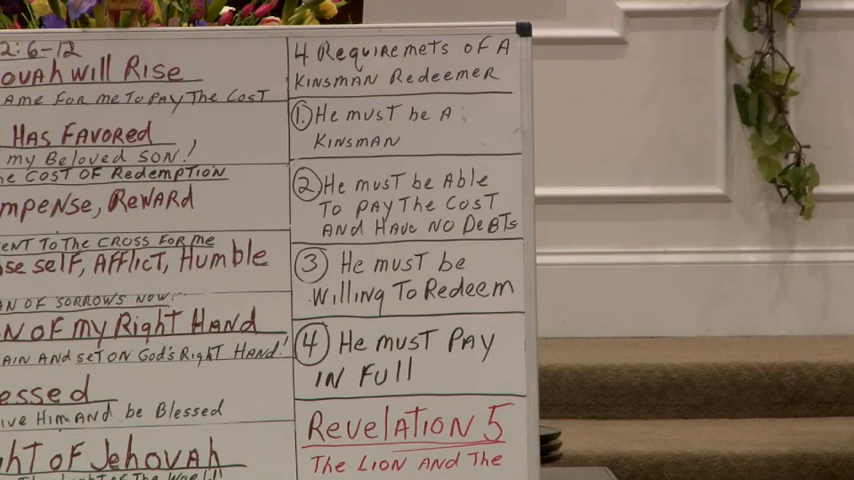 2:6-12
OVAH WILL RISE
AME FOR ME TO PAY THE COST
HAS FAVORED
my BELOVED SON!
HE COST OF REDEMPTION
MPENSE, REWARD
ENT TO THE CROSS FOR ME
OSE SELF, AFFLICT, HUMBLE
AN OF SORROWS NOW:
N OF MY RIGHT HAND
AIN AND SET ON GOD'S RIGHT HAND!
ESSED
IVE HIM AND be BLESSED
HT OF JEHOVAH
4 REQUIREMETS OF A
KINSMAN REDEEMER
1. He must be A
KINSMAN
2 He must be Able
To PAY THE COST
AND HAVE NO DEBTS
3 He must be
WILLING TO Redeem
4 He must PAY
IN FULL
REVELATION 5
THE LION AND THE